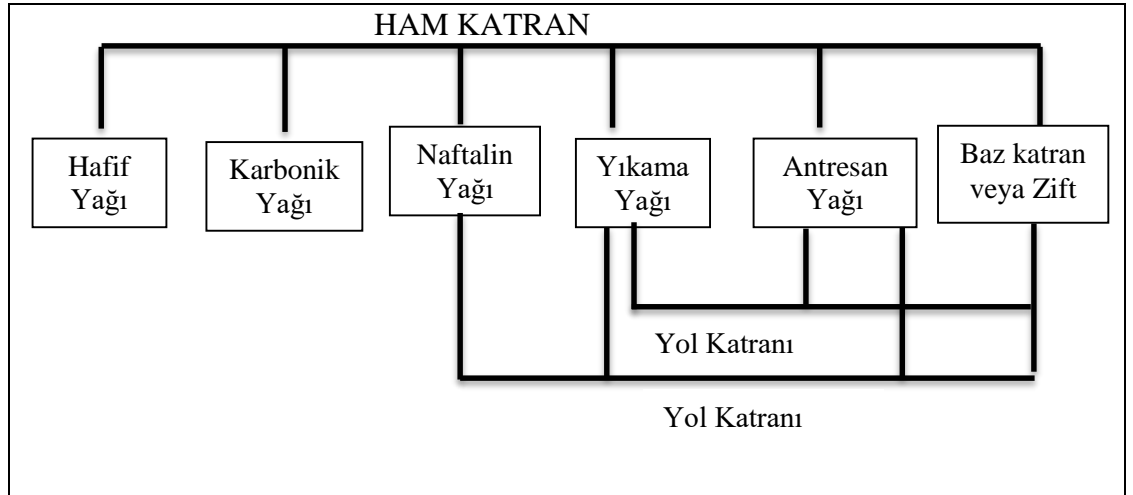 HAM KATRAN
Hafif
Yağı
Karbonik
Yağı
Naftalin
Yağı
Yıkama
Yağı
Antresan
Yağı
Baz katran
veya Zift
Yol Katranı
Yol Katranı